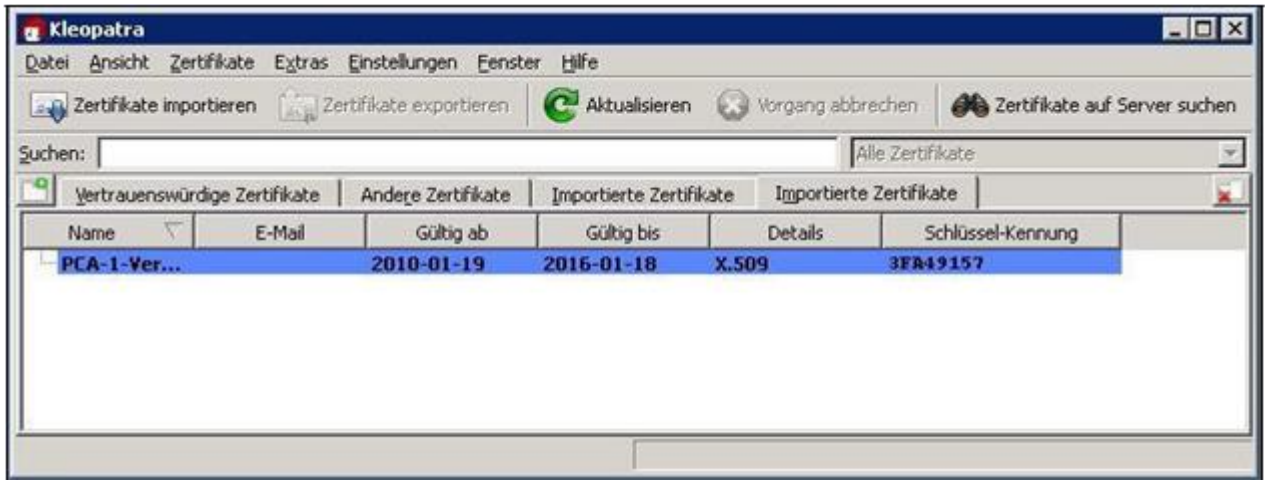 Kleopatra
Datei Ansicht Zertifikate Extras Einstellungen Fenster Hilfe
Zertifikate importieren Zertifikate exportieren Aktualisieren Vorgang abbrechen Zertifikate auf Server suchen
Suchen: Alle Zertifikate
Vertrauenswürdige Zertifikate Andere Zertifikate Importierte Zertifikate Importierte Zertifikate
Name E-Mail Gültig ab Gültig bis Details Schlüssel-Kennung
PCA-1-Ver... 2010-01-19 2016-01-18 X.509 3FA49157